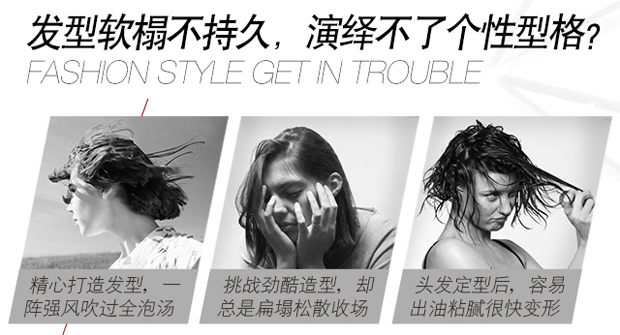 发型软榻不持久，演绎不了个性型格？
FASHION STYLE GET IN TROUBLE
精心打造发型，一
阵强风吹过全泡汤
挑战劲酷造型，却
总是扁塌松散收场
头发定型后，容易
出油粘腻很快变形